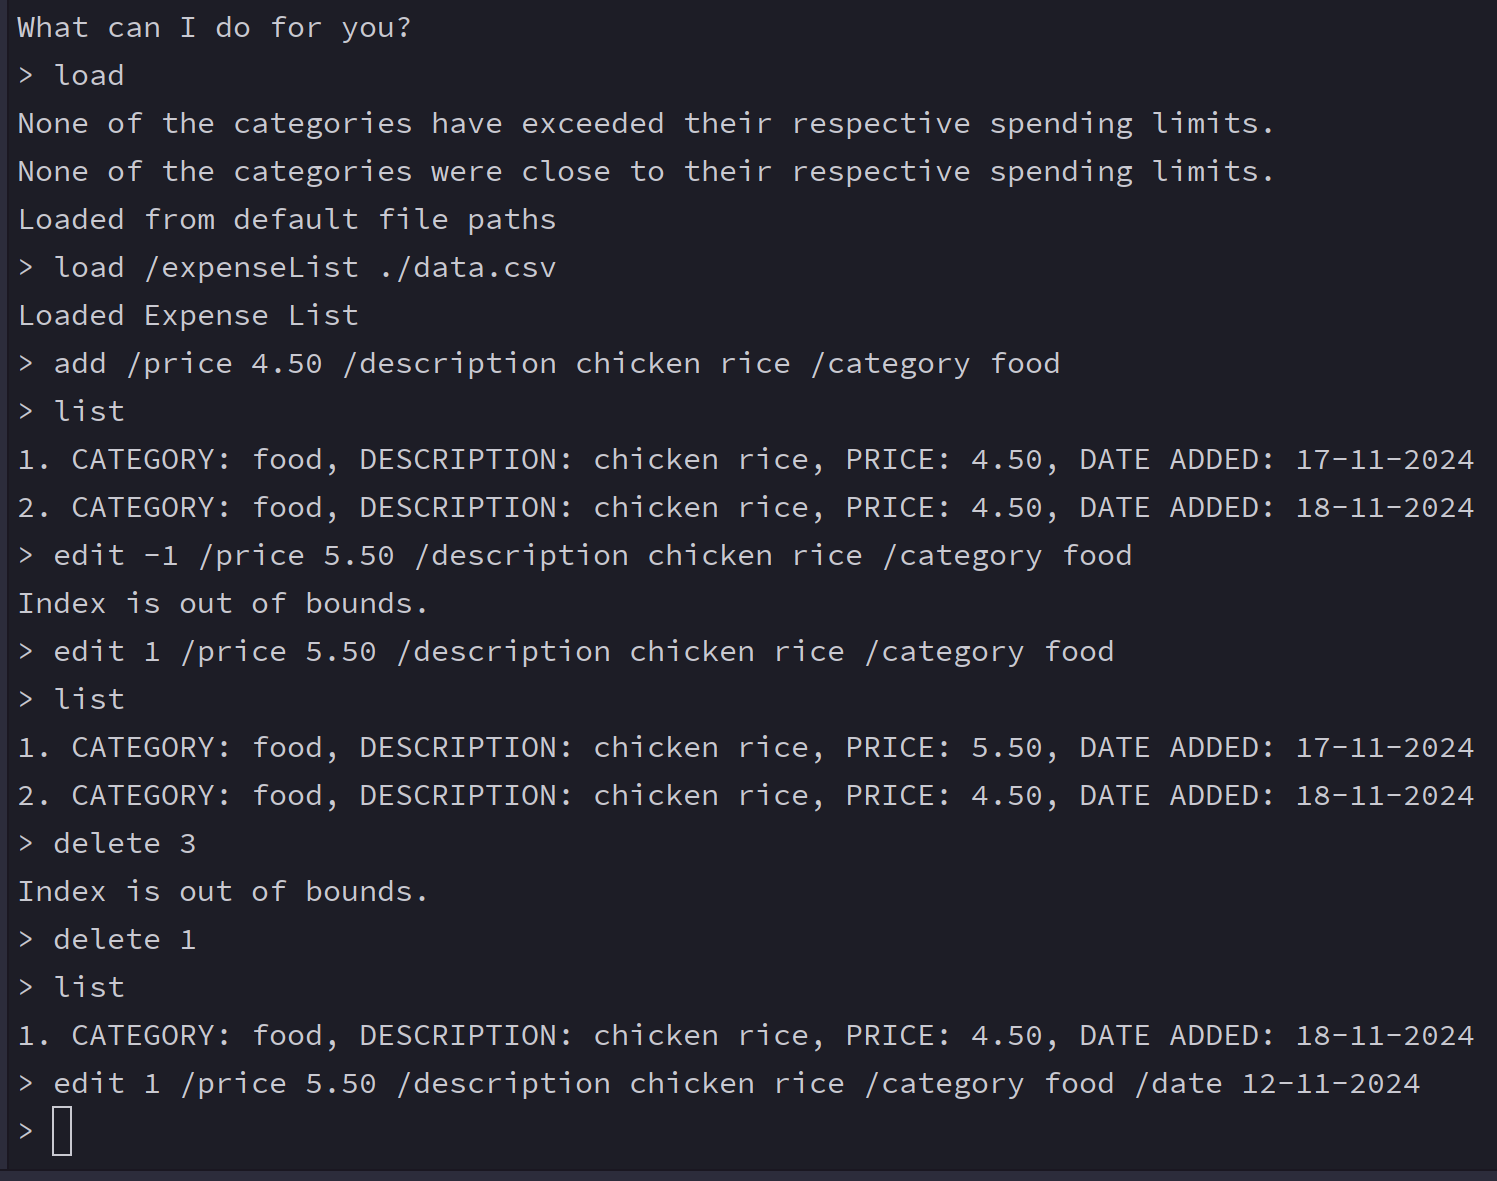 What can I do for you?
> load
None of the categories have exceeded their respective spending limits.
None of the categories were close to their respective spending limits.
Loaded from default file paths
> load /expenseList ./data.csv
Loaded Expense List
> add /price 4.50 /description chicken rice /category food
> list
1. CATEGORY: food, DESCRIPTION: chicken rice, PRICE: 4.50, DATE ADDED: 17-11-2024
2. CATEGORY: food, DESCRIPTION: chicken rice, PRICE: 4.50, DATE ADDED: 18-11-2024
> edit -1 /price 5.50 /description chicken rice /category food
Index is out of bounds.
> edit 1 /price 5.50 /description chicken rice /category food
> list
1. CATEGORY: food, DESCRIPTION: chicken rice, PRICE: 5.50, DATE ADDED: 17-11-2024
2. CATEGORY: food, DESCRIPTION: chicken rice, PRICE: 4.50, DATE ADDED: 18-11-2024
> delete 3
Index is out of bounds.
> delete 1
> list
1. CATEGORY: food, DESCRIPTION: chicken rice, PRICE: 4.50, DATE ADDED: 18-11-2024
> edit 1 /price 5.50 /description chicken rice /category food /date 12-11-2024
>